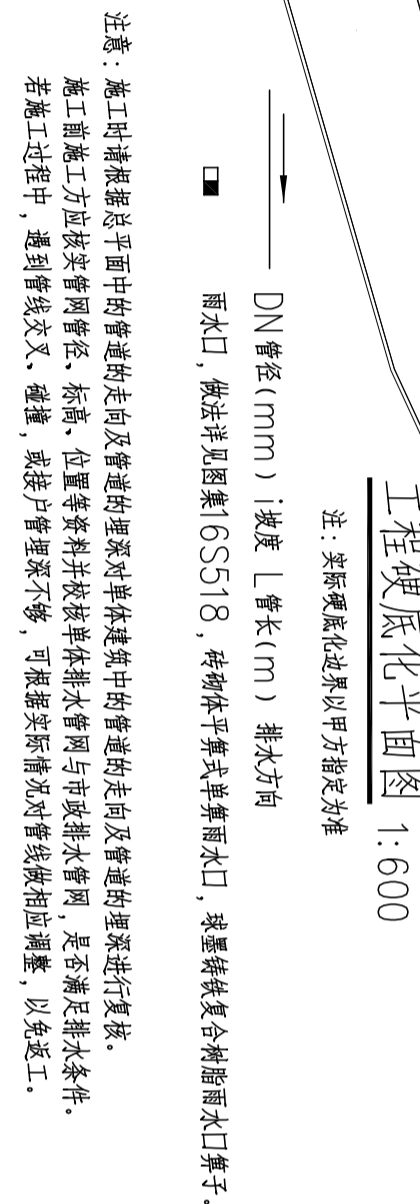 工程硬底化平面图 1:600
注：实际硬底化边界以甲方指定为准
DN 管径(mm) i坡度 L管长(m) 排水方向
雨水口，做法详见图集16S518，砖砌体平箅式单箅雨水口，球墨铸铁复合树脂雨水口箅子。
注意：施工时请根据总平面中的管道的走向及管道的埋深对单体建筑中的管道的走向及管道的埋深进行复核。
施工前施工方应核实管网管径、标高、位置等资料并校核单体排水管网与市政排水管网，是否满足排水条件。
若施工过程中，遇到管线交叉、碰撞，或接户管埋深不够，可根据实际情况对管线做相应调整，以免返工。